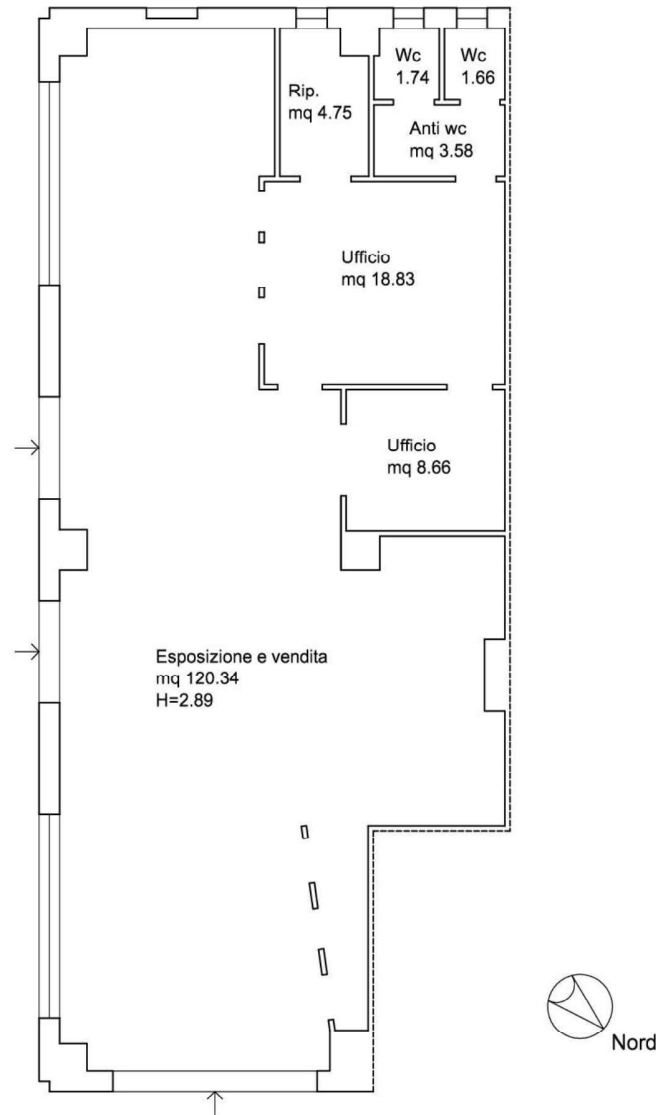 Wc
1.74
Wc
1.66
Rip.
mq 4.75
Anti wc
mq 3.58
Ufficio
mq 18.83
Ufficio
mq 8.66
Esposizione e vendita
mq 120.34
H=2.89
Nord